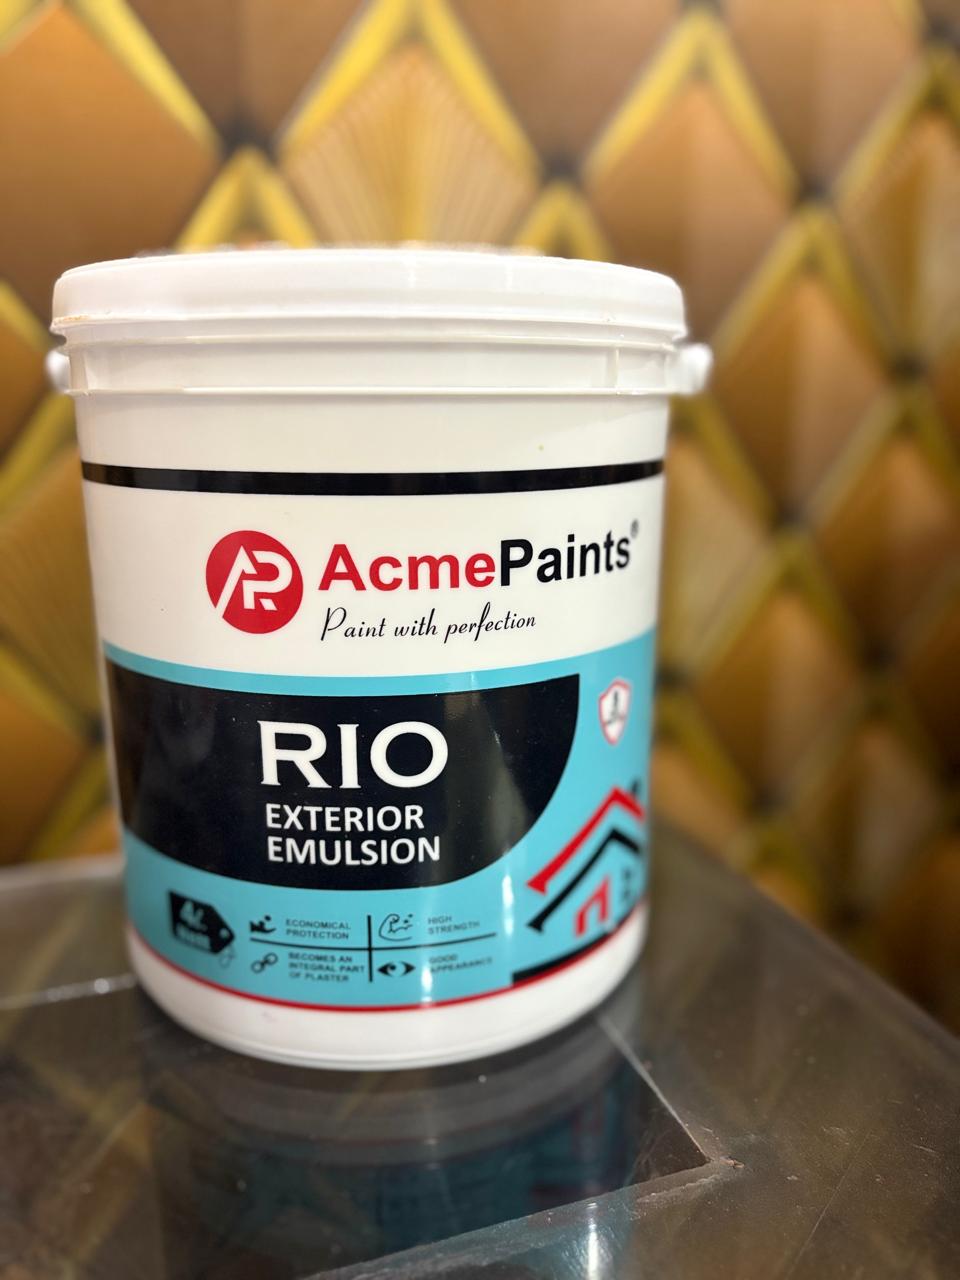 AcmePaints®
Paint with perfection
RIO
EXTERIOR
EMULSION
ECONOMICAL
PROTECTION
HIGH
STRENGTH
BECOMES AN
INTEGRAL PART
OF PLASTER
GOOD
APPEARANCE